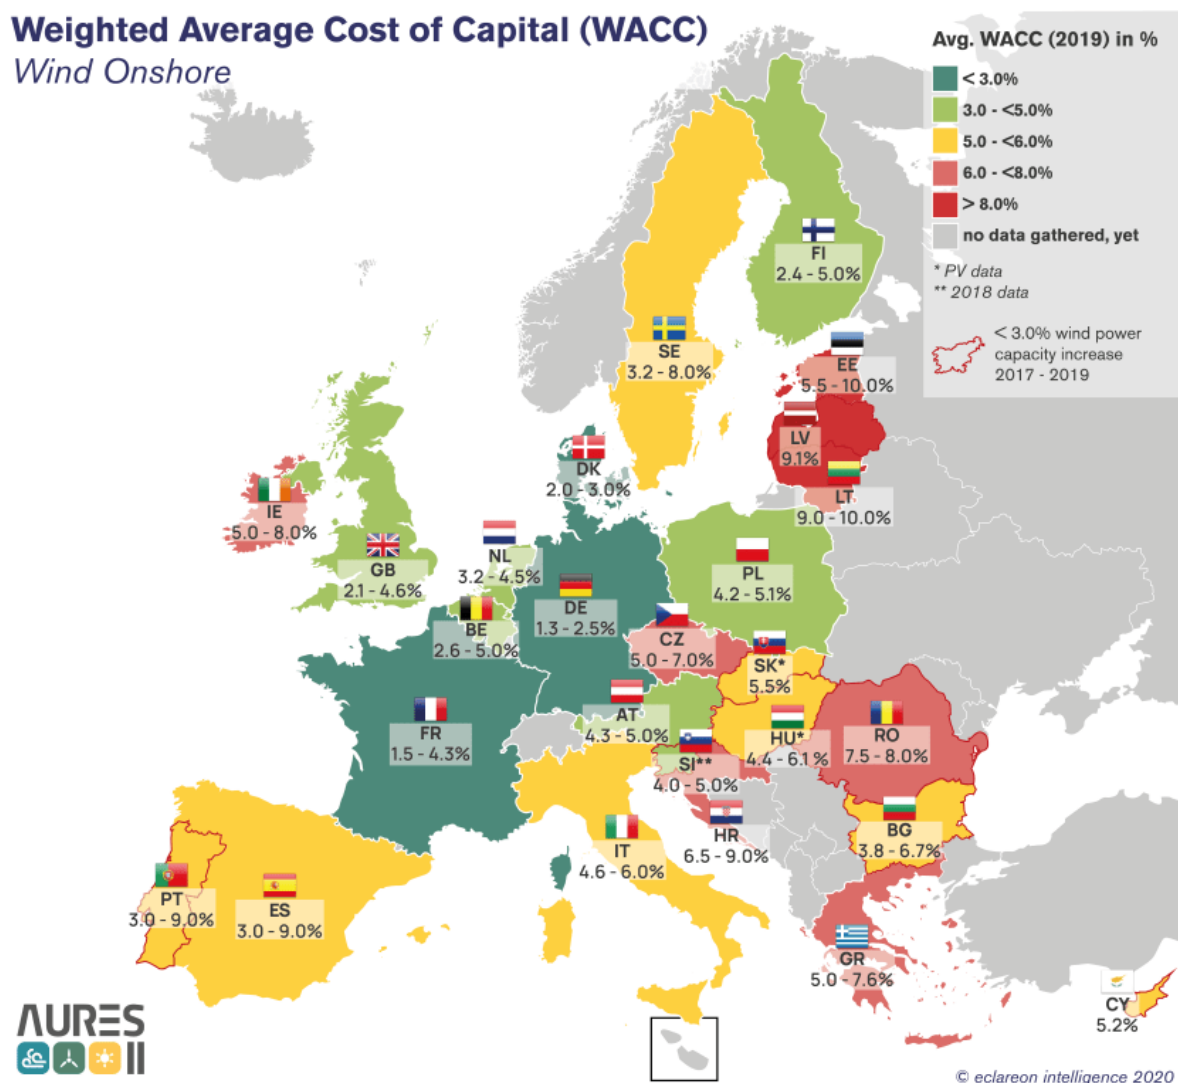 Weighted Average Cost of Capital (WACC)
Wind Onshore
Avg. WACC (2019) in %
< 3.0%
3.0 - <5.0%
5.0 - <6.0%
6.0 - <8.0%
> 8.0%
no data gathered, yet
* PV data
** 2018 data
< 3.0% wind power
capacity increase
2017 - 2019
FI
2.4 - 5.0%
SE
3.2 - 8.0%
EE
5.5 - 10.0%
LV
9.1%
LT
9.0 - 10.0%
DK
2.0 - 3.0%
IE
5.0 - 8.0%
GB
2.1 - 4.6%
NL
3.2 - 4.5%
BE
2.6 - 5.0%
DE
1.3 - 2.5%
PL
4.2 - 5.1%
CZ
5.0 - 7.0%
SK*
5.5%
AT
4.3 - 5.0%
HU*
4.4 - 6.1 %
RO
7.5 - 8.0%
FR
1.5 - 4.3%
SI**
4.0 - 5.0%
HR
6.5 - 9.0%
BG
3.8 - 6.7%
IT
4.6 - 6.0%
PT
3.0 - 9.0%
ES
3.0 - 9.0%
GR
5.0 - 7.6%
CY
5.2%
AURES
II
© eclareon intelligence 2020